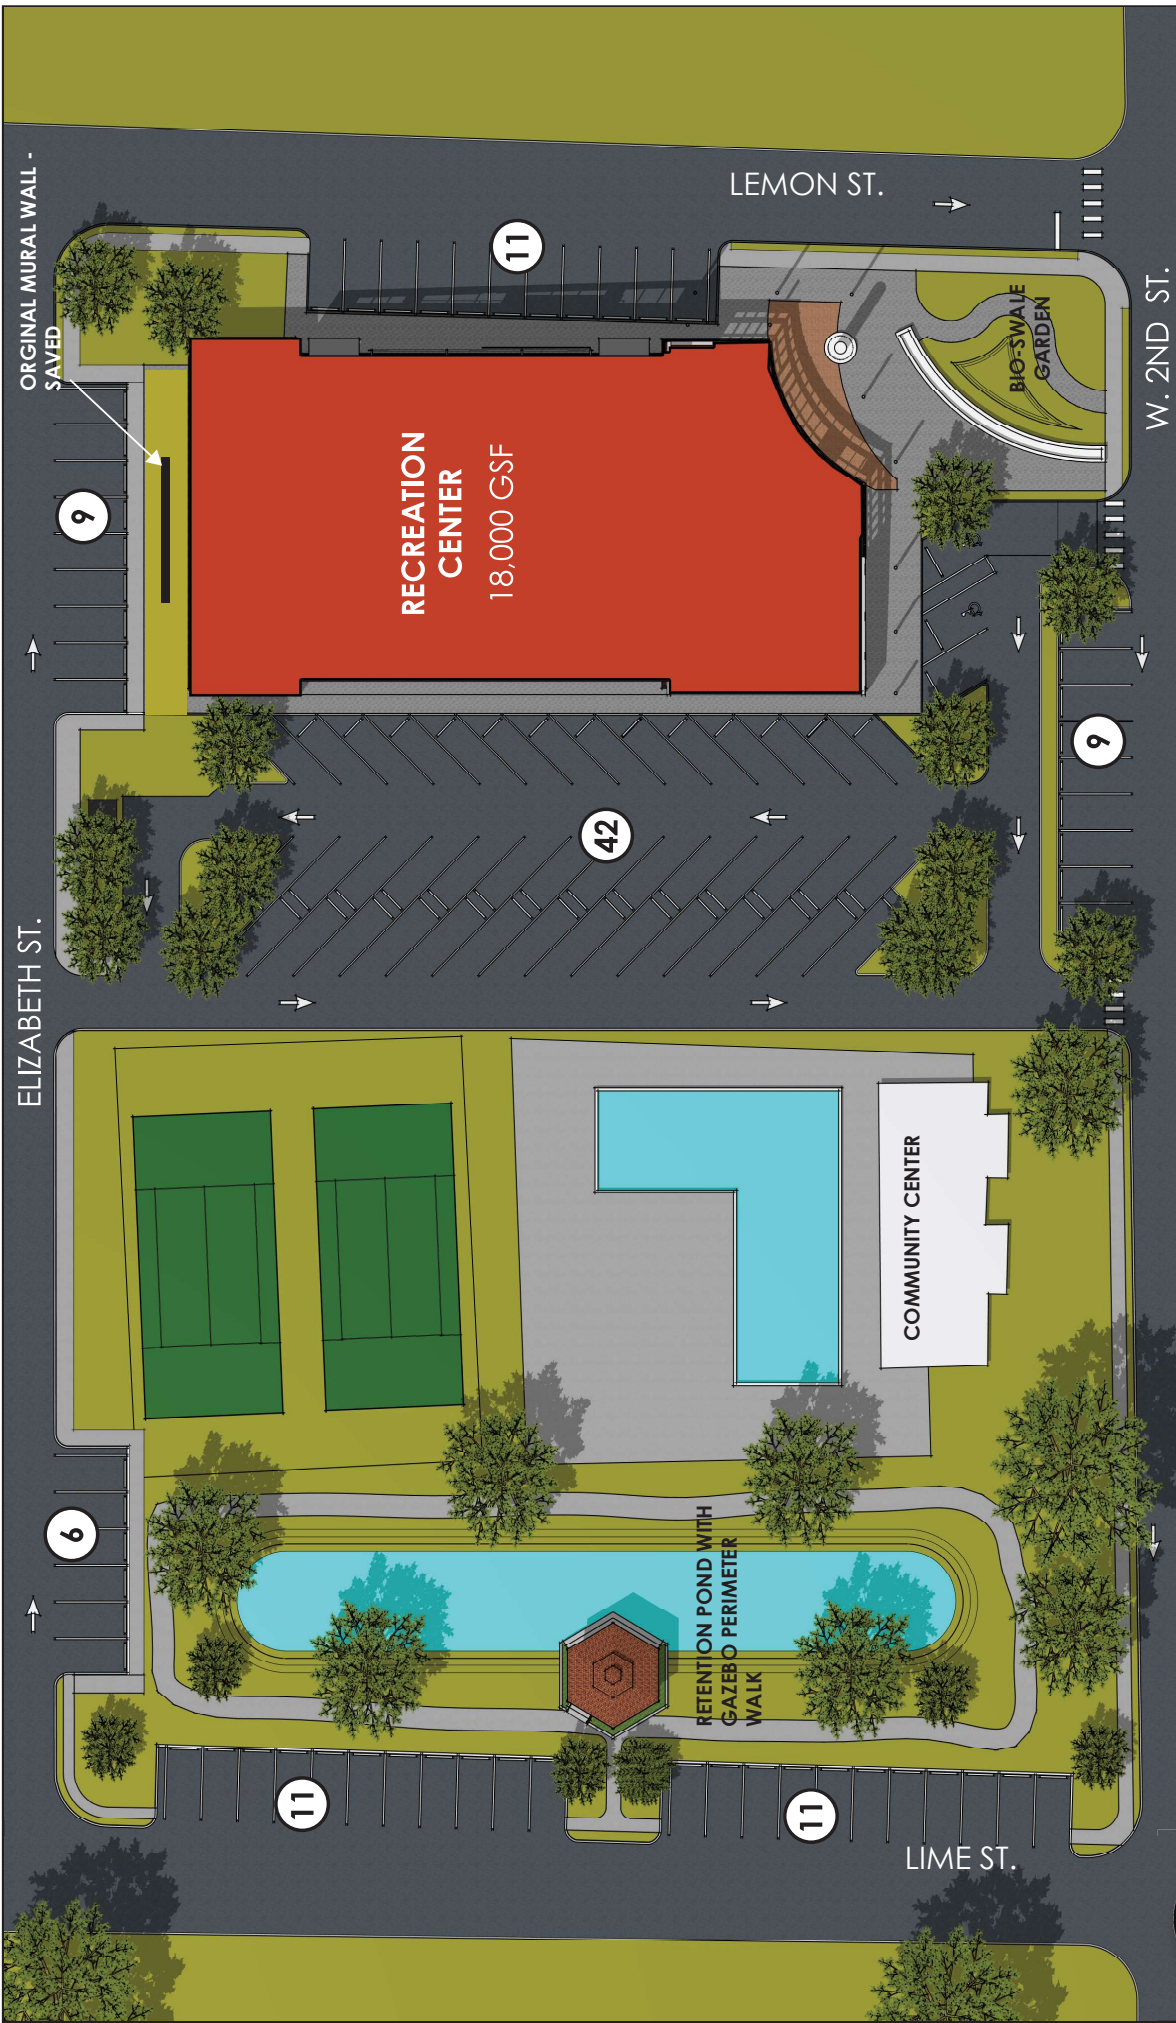 ORGINAL MURAL WALL -
SAVED
LEMON ST.
11
9
RECREATION
CENTER
18,000 GSF
BIO-SWALE
GARDEN
W. 2ND ST.
9
42
ELIZABETH ST.
COMMUNITY CENTER
6
RETENTION POND WITH
GAZEBO PERIMETER
WALK
11
11
LIME ST.